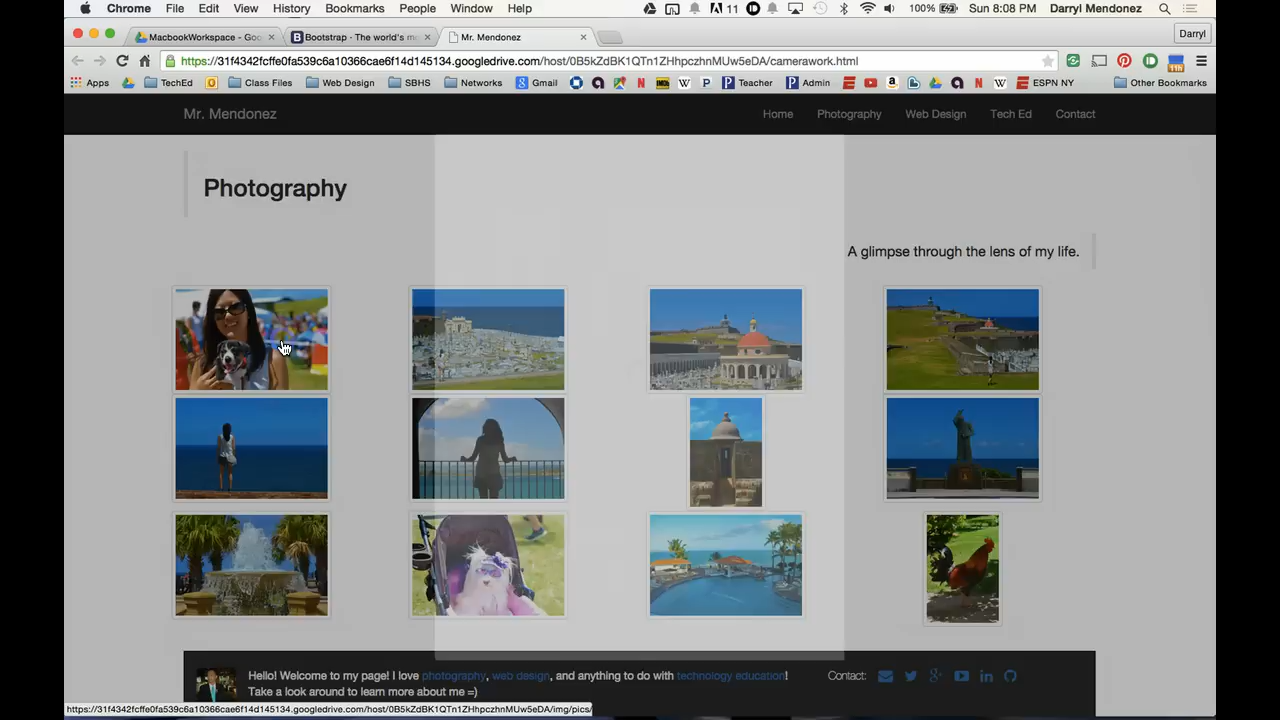 Chrome File Edit View History Bookmarks People Window Help 11 100% Sun 8:08 PM Darryl Mendonez
MacbookWorkspace - Goo Bootstrap · The world's m Mr. Mendonez Darryl
https://31f4342fcffe0fa539c6a10366cae6f14d145134.googledrive.com/host/0B5kZdBK1QTn1ZHhpczhnMUw5eDA/camerawork.html
Apps TechEd Class Files Web Design SBHS Networks Gmail Teacher Admin ESPN NY Other Bookmarks
Mr. Mendonez Home Photography Web Design Tech Ed Contact
Photography
A glimpse through the lens of my life.
Hello! Welcome to my page! I love photography, web design, and anything to do with technology education! Contact:
Take a look around to learn more about me =)
https://31f4342fcffe0fa539c6a10366cae6f14d145134.googledrive.com/host/0B5kZdBK1QTn1ZHhpczhnMUw5eDA/img/pics/